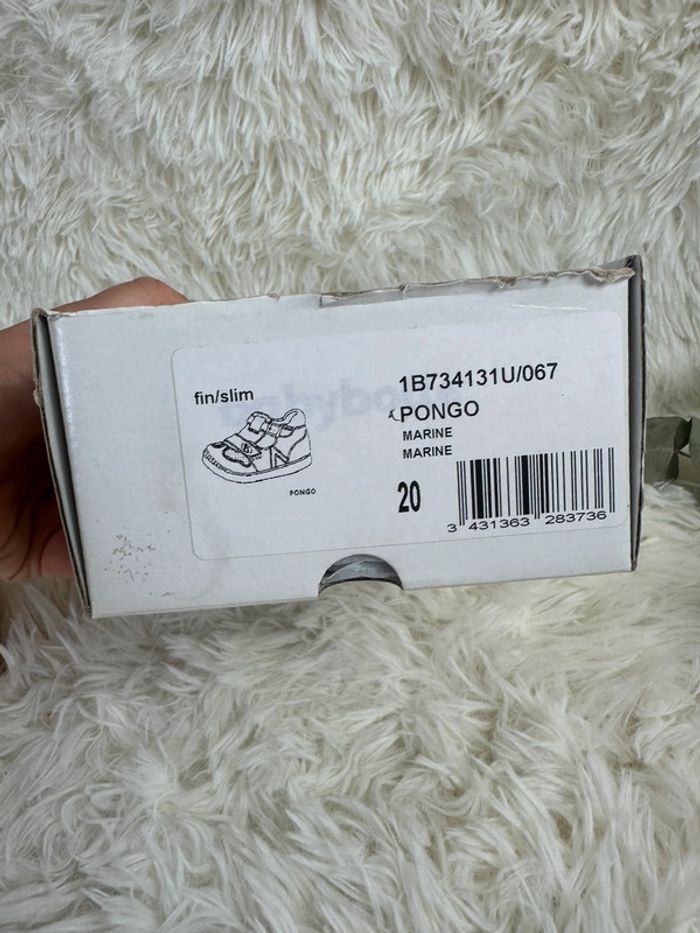 fin/slim
1B734131U/067
PONGO
MARINE
MARINE
PONGO
20
3 431363 283736